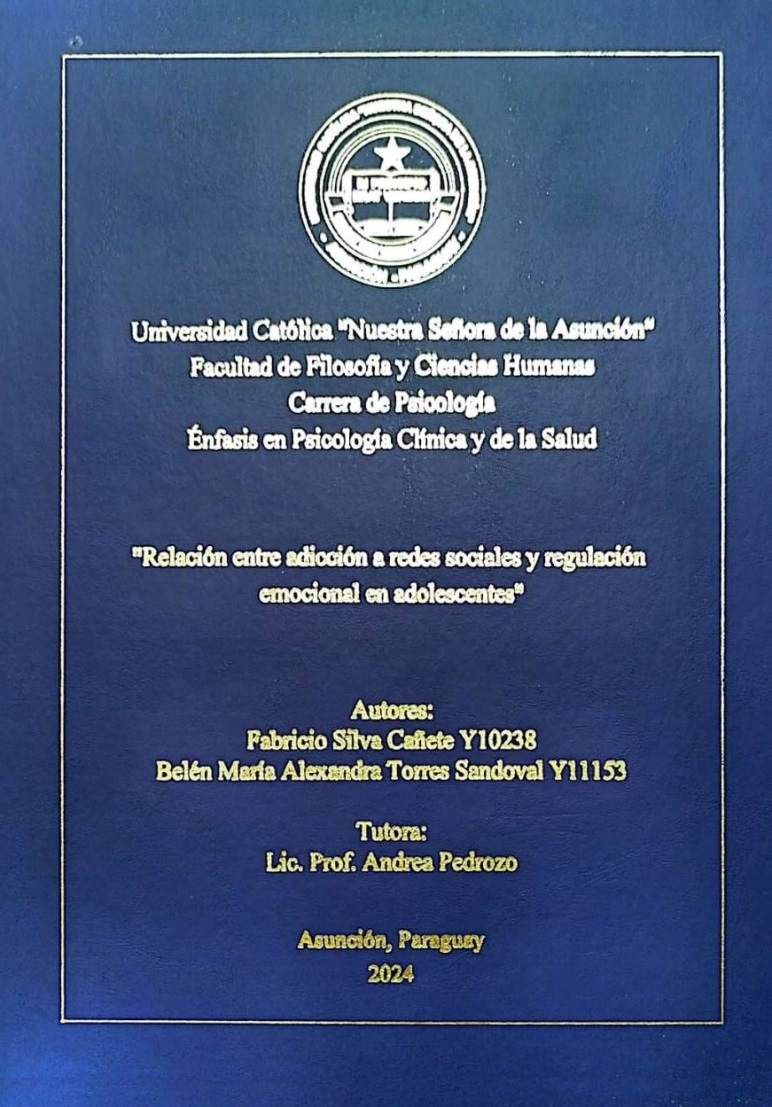 Universidad Católica "Nuestra Señora de la Asunción"
Facultad de Filosofía y Ciencias Humanas
Carrera de Psicología
Énfasis en Psicología Clínica y de la Salud
"Relación entre adicción a redes sociales y regulación
emocional en adolescentes"
Autores:
Fabricio Silva Cañete Y10238
Belén María Alexandra Torres Sandoval Y11153
Tutora:
Lic. Prof. Andrea Pedrozo
Asunción, Paraguay
2024